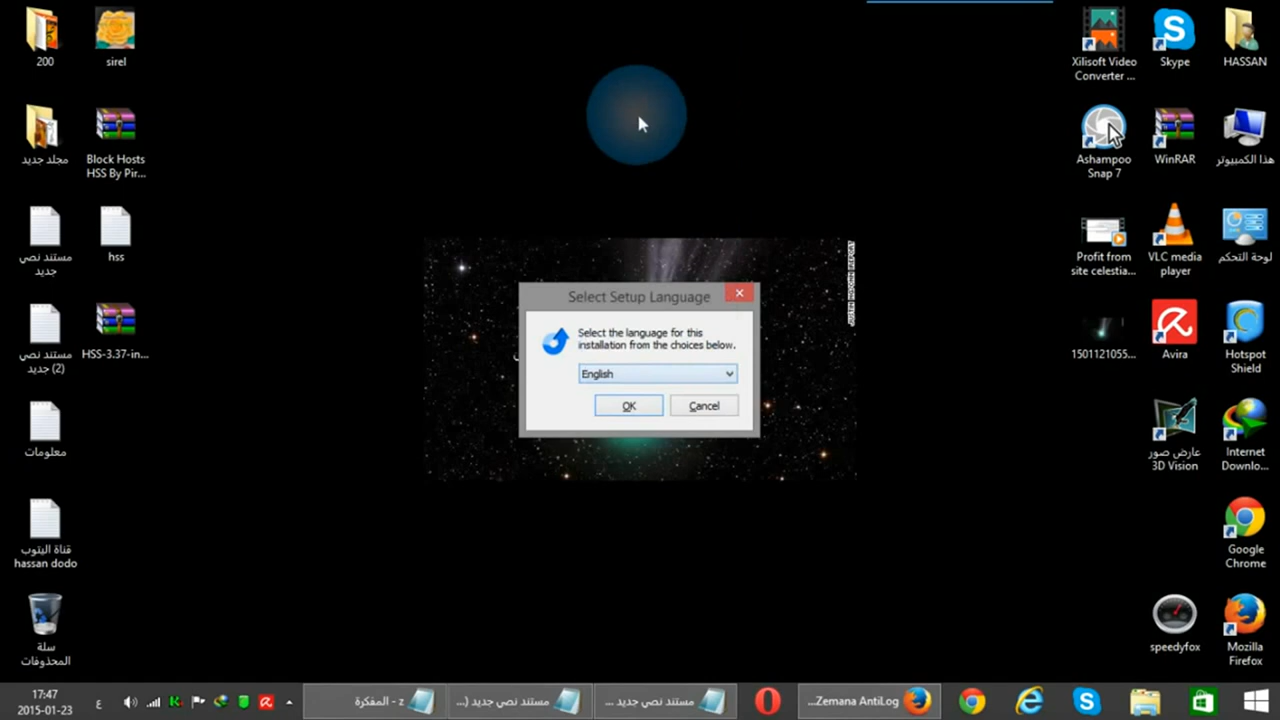 200
sirel
مجلد جديد
Block Hosts
HSS By Pir...
مستند نصي
جديد
hss
مستند نصي
جديد (2)
HSS-3.37-in...
معلومات
قناة اليتوب
hassan dodo
سلة
المحذوفات
Select Setup Language
Select the language for this
installation from the choices below.
English
OK
Cancel
Xilisoft Video
Converter ...
Skype
HASSAN
Ashampoo
Snap 7
WinRAR
هذا الكمبيوتر
Profit from
site celestia...
VLC media
player
لوحة التحكم
1501121055...
Avira
Hotspot
Shield
عارض صور
3D Vision
Internet
Downlo...
Google
Chrome
speedyfox
Mozilla
Firefox
17:47
2015-01-23
ع
z - المفكرة
مستند نصي جديد (...
مستند نصي جديد ...
Zemana AntiLog...